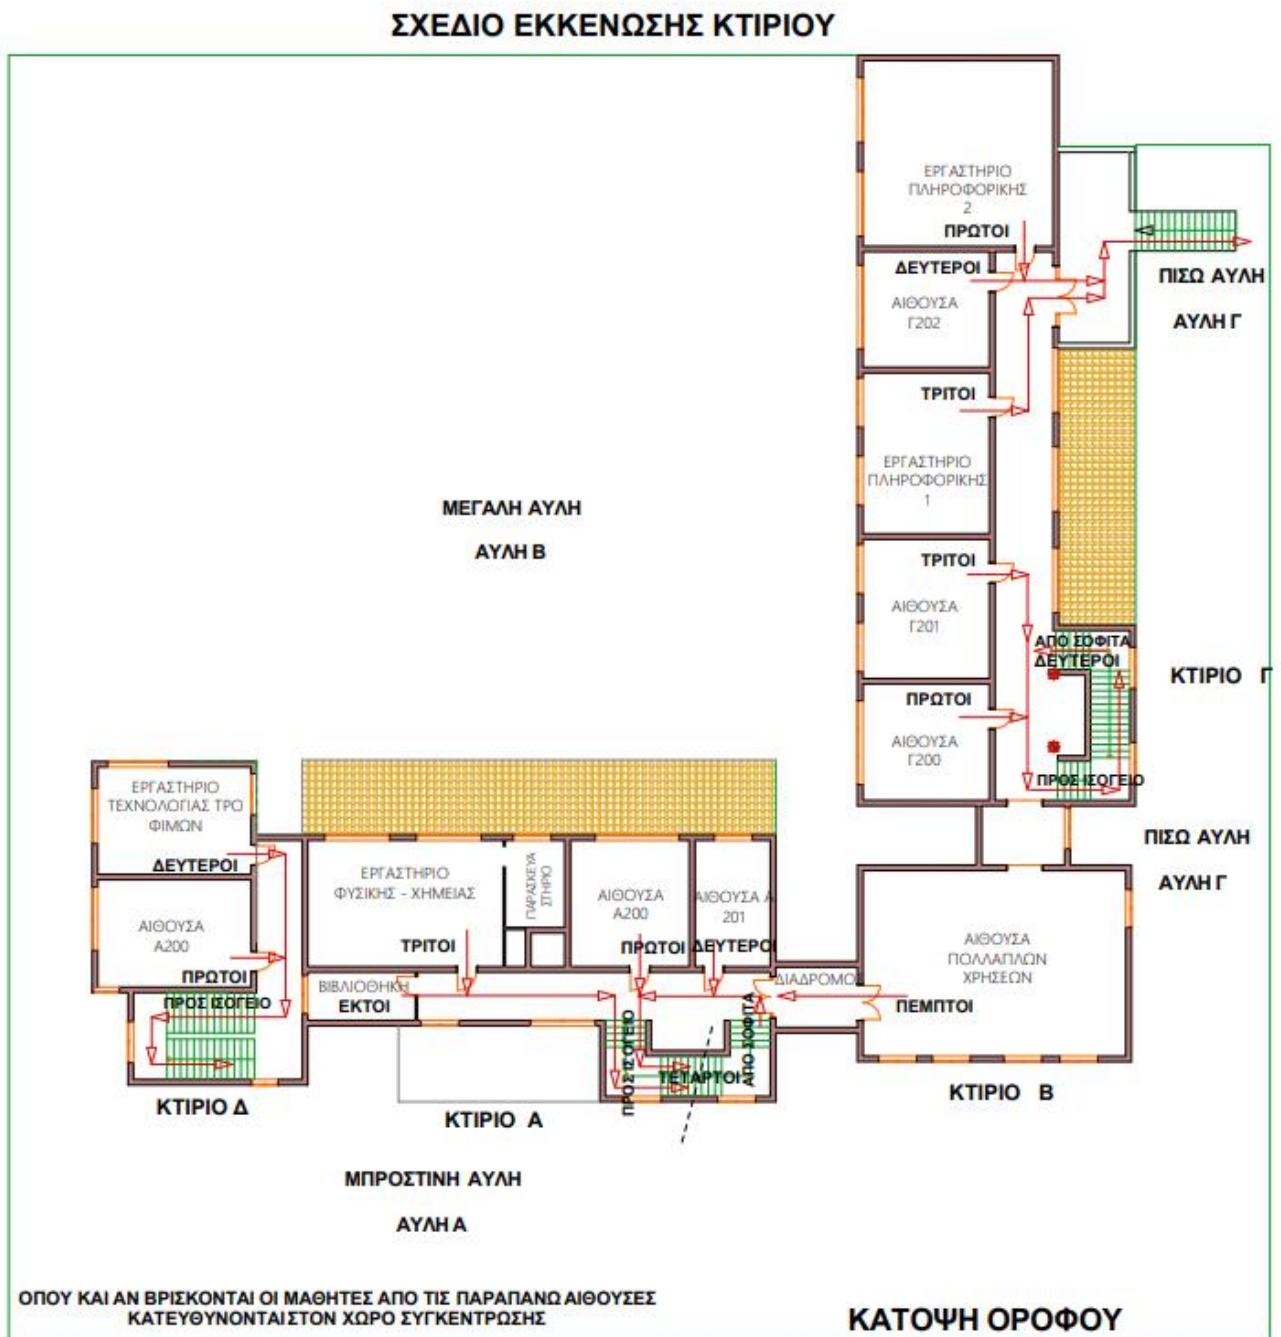 ΣΧΕΔΙΟ ΕΚΚΕΝΩΣΗΣ ΚΤΙΡΙΟΥ
ΕΡΓΑΣΤΗΡΙΟ
ΠΛΗΡΟΦΟΡΙΚΗΣ
2
ΠΡΩΤΟΙ
ΔΕΥΤΕΡΟΙ
ΑΙΘΟΥΣΑ
Γ202
ΠΙΣΩ ΑΥΛΗ
ΑΥΛΗ Γ
ΤΡΙΤΟΙ
ΕΡΓΑΣΤΗΡΙΟ
ΠΛΗΡΟΦΟΡΙΚΗΣ
1
ΜΕΓΑΛΗ ΑΥΛΗ
ΑΥΛΗ Β
ΤΡΙΤΟΙ
ΑΙΘΟΥΣΑ
Γ201
ΑΠΟ ΣΟΦΙΤΑ
ΔΕΥΤΕΡΟΙ
ΚΤΙΡΙΟ Γ
ΠΡΩΤΟΙ
ΑΙΘΟΥΣΑ
Γ200
ΠΡΟΣ ΙΣΟΓΕΙΟ
ΠΙΣΩ ΑΥΛΗ
ΑΥΛΗ Γ
ΕΡΓΑΣΤΗΡΙΟ
ΤΕΧΝΟΛΟΓΙΑΣ ΤΡΟ
ΦΙΜΩΝ
ΔΕΥΤΕΡΟΙ
ΑΙΘΟΥΣΑ
Α200
ΠΡΩΤΟΙ
ΠΡΟΣ ΙΣΟΓΕΙΟ
ΚΤΙΡΙΟ Δ
ΕΡΓΑΣΤΗΡΙΟ
ΦΥΣΙΚΗΣ - ΧΗΜΕΙΑΣ
ΤΡΙΤΟΙ
ΠΑΡΑΣΚΕΥΑ
ΣΤΗΡΙΟ
ΑΙΘΟΥΣΑ
Α200
ΠΡΩΤΟΙ
ΑΙΘΟΥΣΑ Α
201
ΔΕΥΤΕΡΟΙ
ΒΙΒΛΙΟΘΗΚΗ
ΕΚΤΟΙ
ΔΙΑΔΡΟΜΟΣ
ΠΕΜΠΤΟΙ
ΑΙΘΟΥΣΑ
ΠΟΛΛΑΠΛΩΝ
ΧΡΗΣΕΩΝ
ΠΡΟΣ ΙΣΟΓΕΙΟ
ΤΕΤΑΡΤΟΙ
ΑΠΟ ΣΟΦΙΤΑ
ΚΤΙΡΙΟ Α
ΚΤΙΡΙΟ Β
ΜΠΡΟΣΤΙΝΗ ΑΥΛΗ
ΑΥΛΗ Α
ΟΠΟΥ ΚΑΙ ΑΝ ΒΡΙΣΚΟΝΤΑΙ ΟΙ ΜΑΘΗΤΕΣ ΑΠΟ ΤΙΣ ΠΑΡΑΠΑΝΩ ΑΙΘΟΥΣΕΣ
ΚΑΤΕΥΘΥΝΟΝΤΑΙ ΣΤΟΝ ΧΩΡΟ ΣΥΓΚΕΝΤΡΩΣΗΣ
ΚΑΤΟΨΗ ΟΡΟΦΟΥ